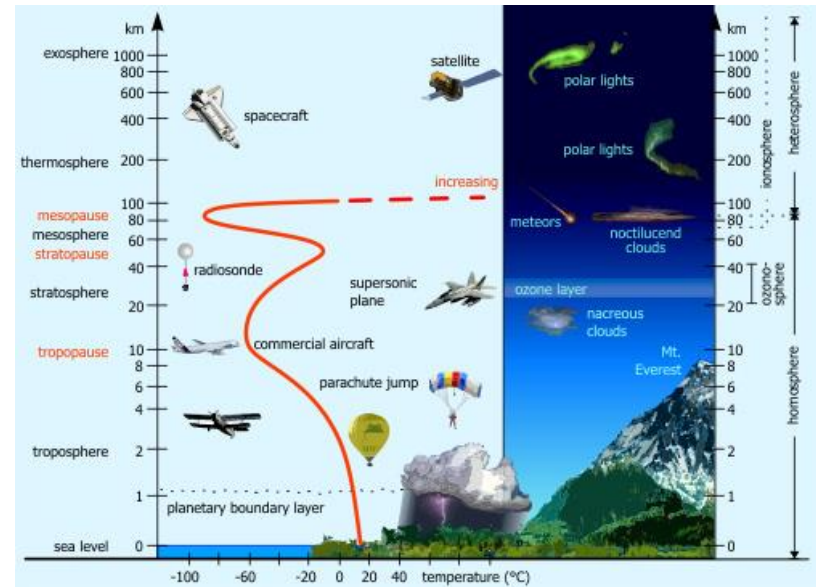 km
km
exosphere
1000
800
600
400
200
100
80
60
40
20
10
8
6
4
2
1
0
thermosphere
mesopause
mesosphere
stratopause
stratosphere
tropopause
troposphere
sea level
spacecraft
satellite
increasing
radiosonde
supersonic
plane
commercial aircraft
parachute jump
planetary boundary layer
polar lights
polar lights
meteors
noctilucend
clouds
ozone layer
nacreous
clouds
Mt.
Everest
1000
800
600
400
200
100
80
60
40
20
10
8
6
4
2
1
0
ionosphere
heterosphere
ozono-
sphere
homosphere
-100
-60
-20
0
20
40
temperature (°C)